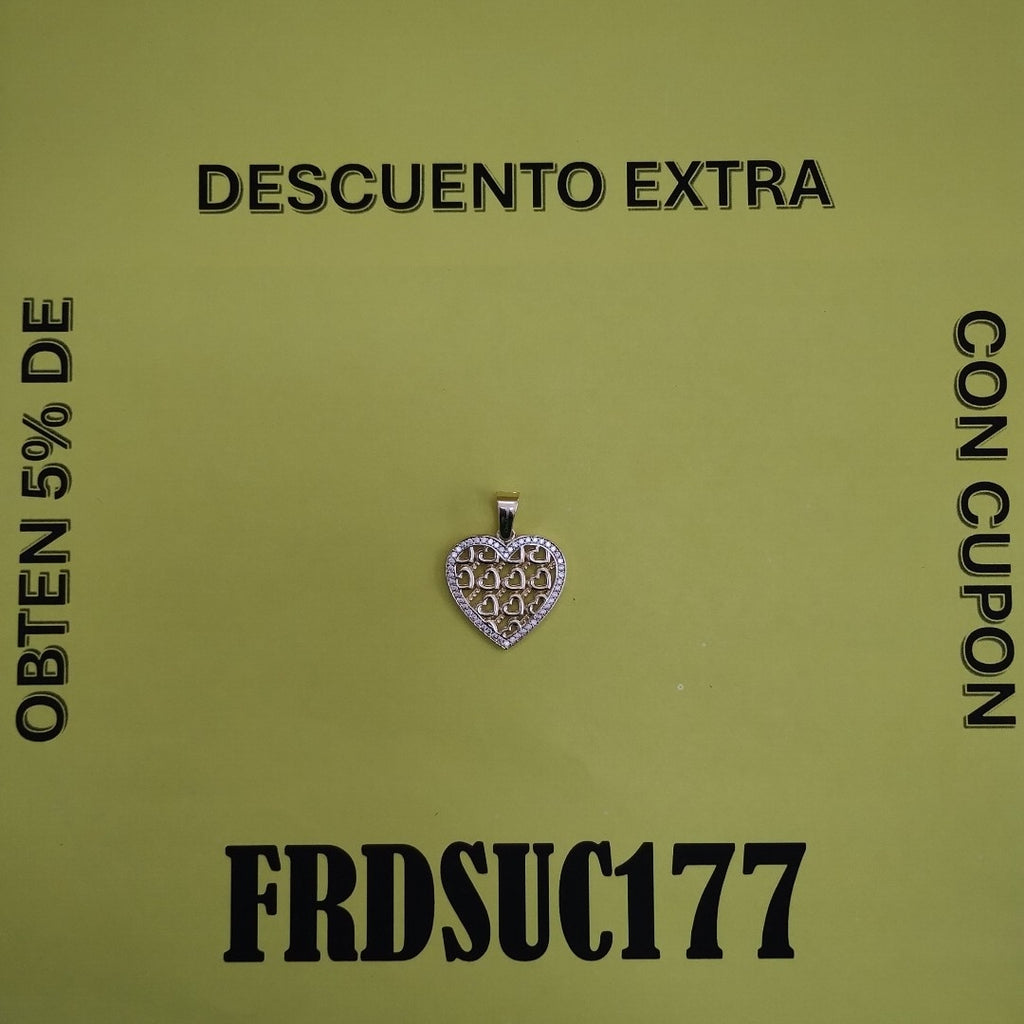 OBTEN 5% DE
DESCUENTO EXTRA
CON CUPON
FRDSUC177